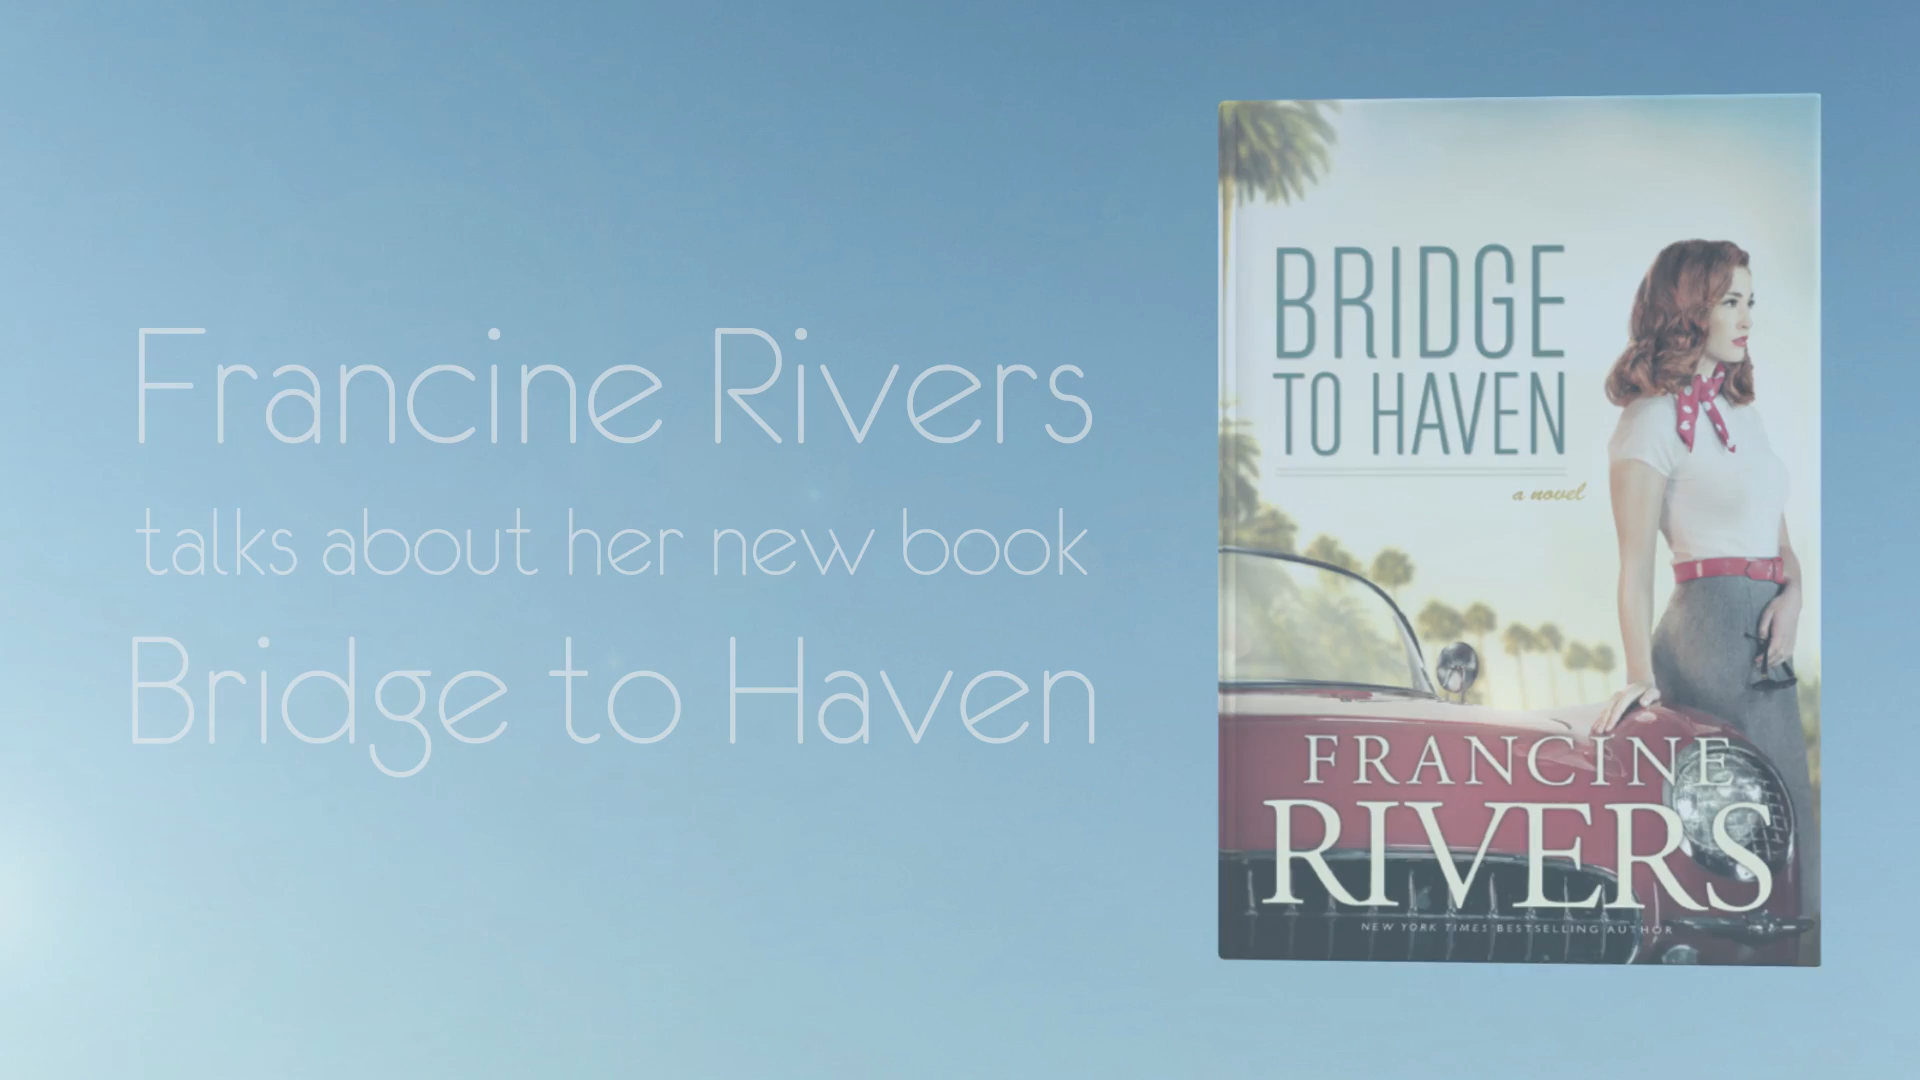 Francine Rivers
talks about her new book
Bridge to Haven
BRIDGE
TO HAVEN
a novel
FRANCINE
RIVERS
NEW YORK TIMES BESTSELLING AUTHOR